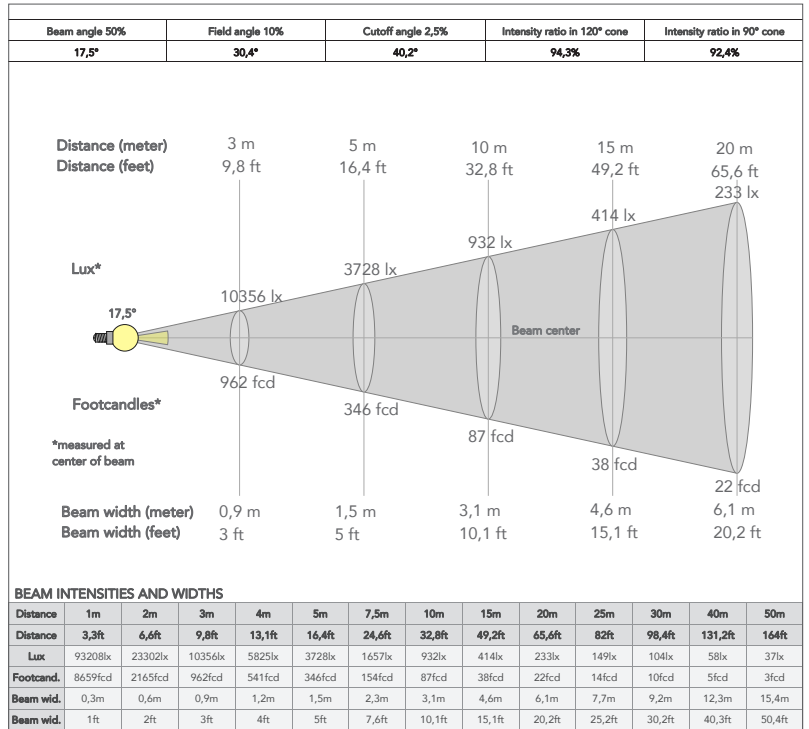 Beam angle 50% Field angle 10% Cutoff angle 2,5% Intensity ratio in 120° cone Intensity ratio in 90° cone
17,5° 30,4° 40,2° 94,3% 92,4%
Distance (meter) 3 m 5 m 10 m 15 m 20 m
Distance (feet) 9,8 ft 16,4 ft 32,8 ft 49,2 ft 65,6 ft
233 lx
414 lx
932 lx
Lux* 3728 lx
10356 lx
17,5°
Beam center
962 fcd
Footcandles* 346 fcd
87 fcd
*measured at
center of beam
38 fcd
22 fcd
Beam width (meter) 0,9 m 1,5 m 3,1 m 4,6 m 6,1 m
Beam width (feet) 3 ft 5 ft 10,1 ft 15,1 ft 20,2 ft
BEAM INTENSITIES AND WIDTHS
Distance 1m 2m 3m 4m 5m 7,5m 10m 15m 20m 25m 30m 40m 50m
Distance 3,3ft 6,6ft 9,8ft 13,1ft 16,4ft 24,6ft 32,8ft 49,2ft 65,6ft 82ft 98,4ft 131,2ft 164ft
Lux 93208lx 23302lx 10356lx 5825lx 3728lx 1657lx 932lx 414lx 233lx 149lx 104lx 58lx 37lx
Footcand. 8659fcd 2165fcd 962fcd 541fcd 346fcd 154fcd 87fcd 38fcd 22fcd 14fcd 10fcd 5fcd 3fcd
Beam wid. 0,3m 0,6m 0,9m 1,2m 1,5m 2,3m 3,1m 4,6m 6,1m 7,7m 9,2m 12,3m 15,4m
Beam wid. 1ft 2ft 3ft 4ft 5ft 7,6ft 10,1ft 15,1ft 20,2ft 25,2ft 30,2ft 40,3ft 50,4ft